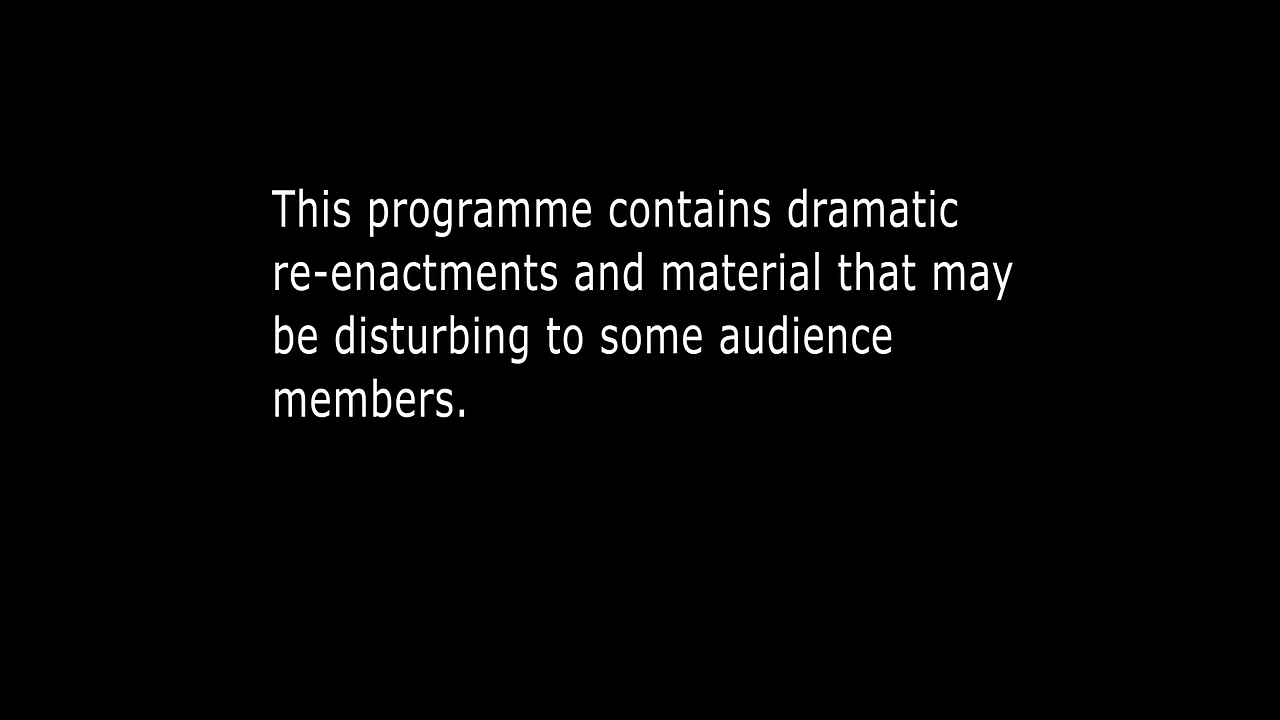 This programme contains dramatic
re-enactments and material that may
be disturbing to some audience
members.